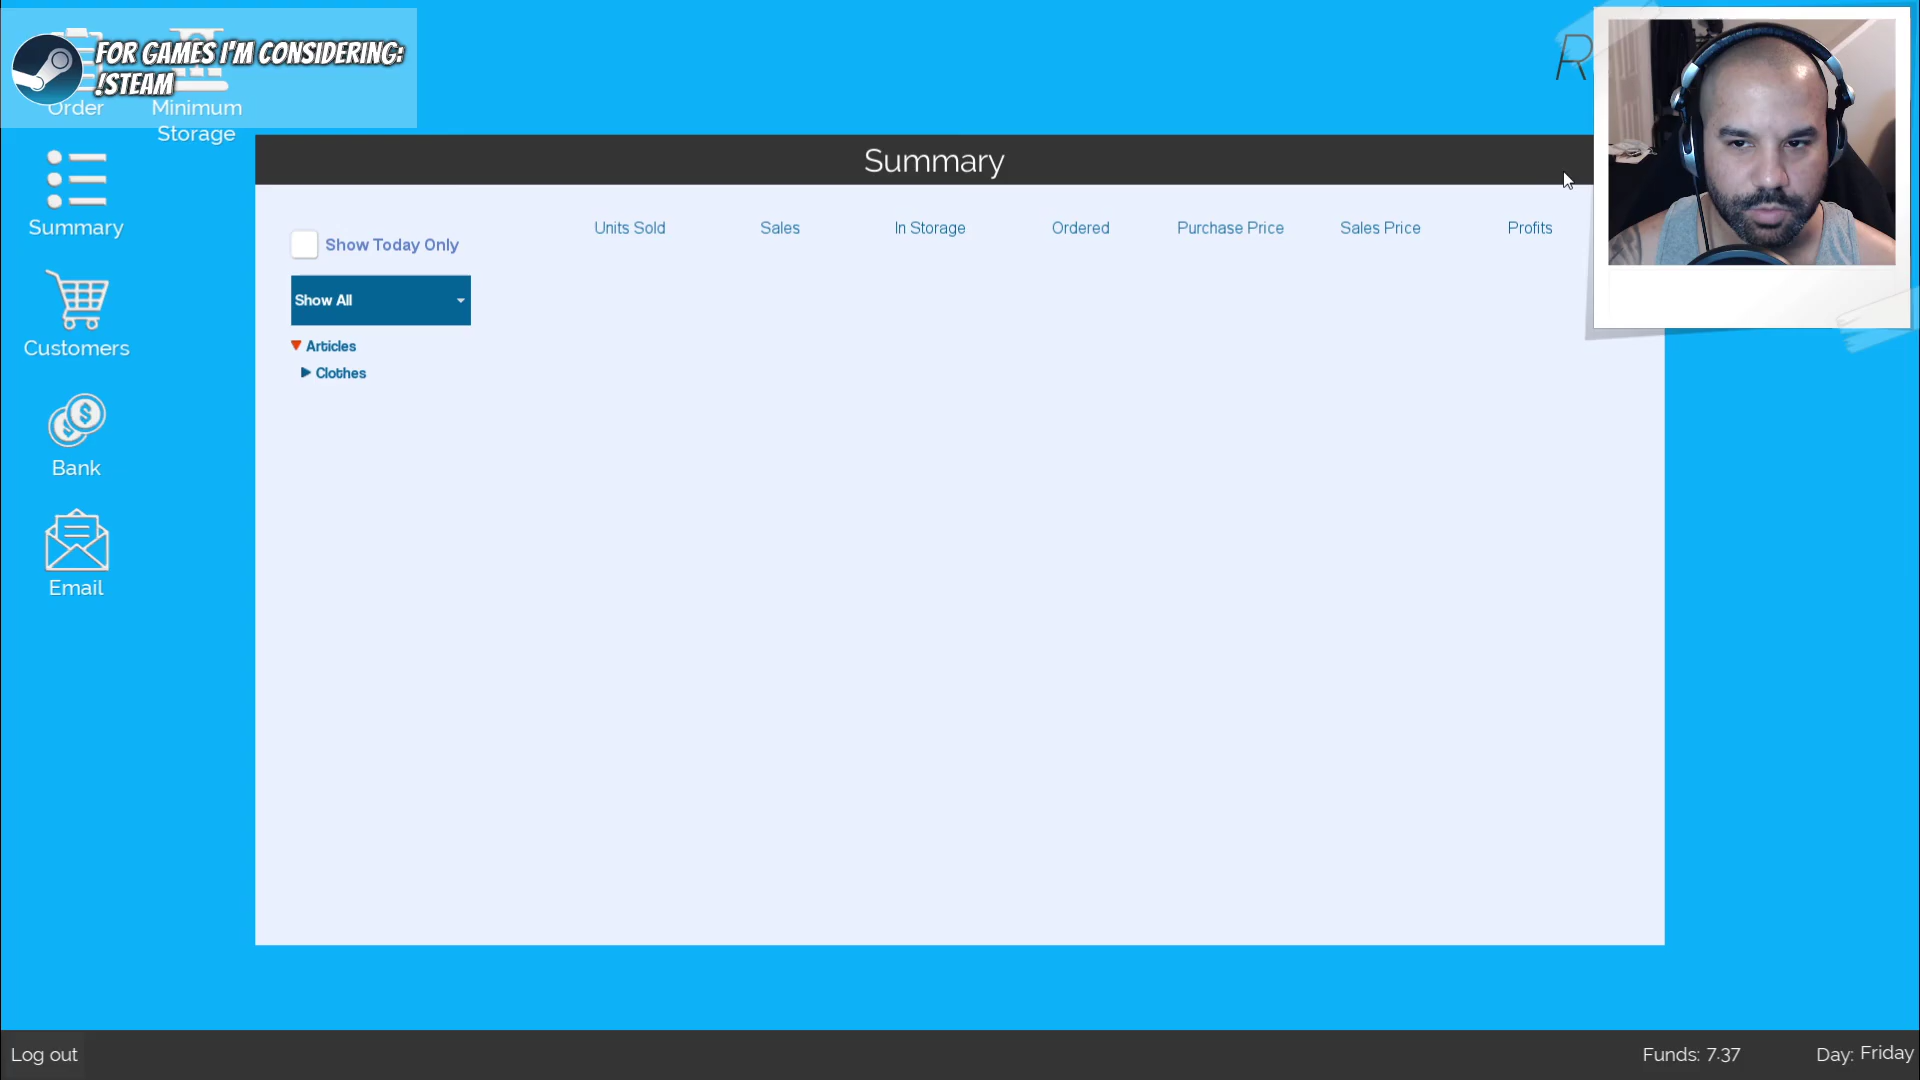 FOR GAMES I'M CONSIDERING:
!STEAM
Order
Minimum
Storage
R
Summary
Summary
Customers
Bank
Email
Show Today Only
Units Sold
Sales
In Storage
Ordered
Purchase Price
Sales Price
Profits
Show All
Articles
Clothes
Log out
Funds: 7.37
Day: Friday